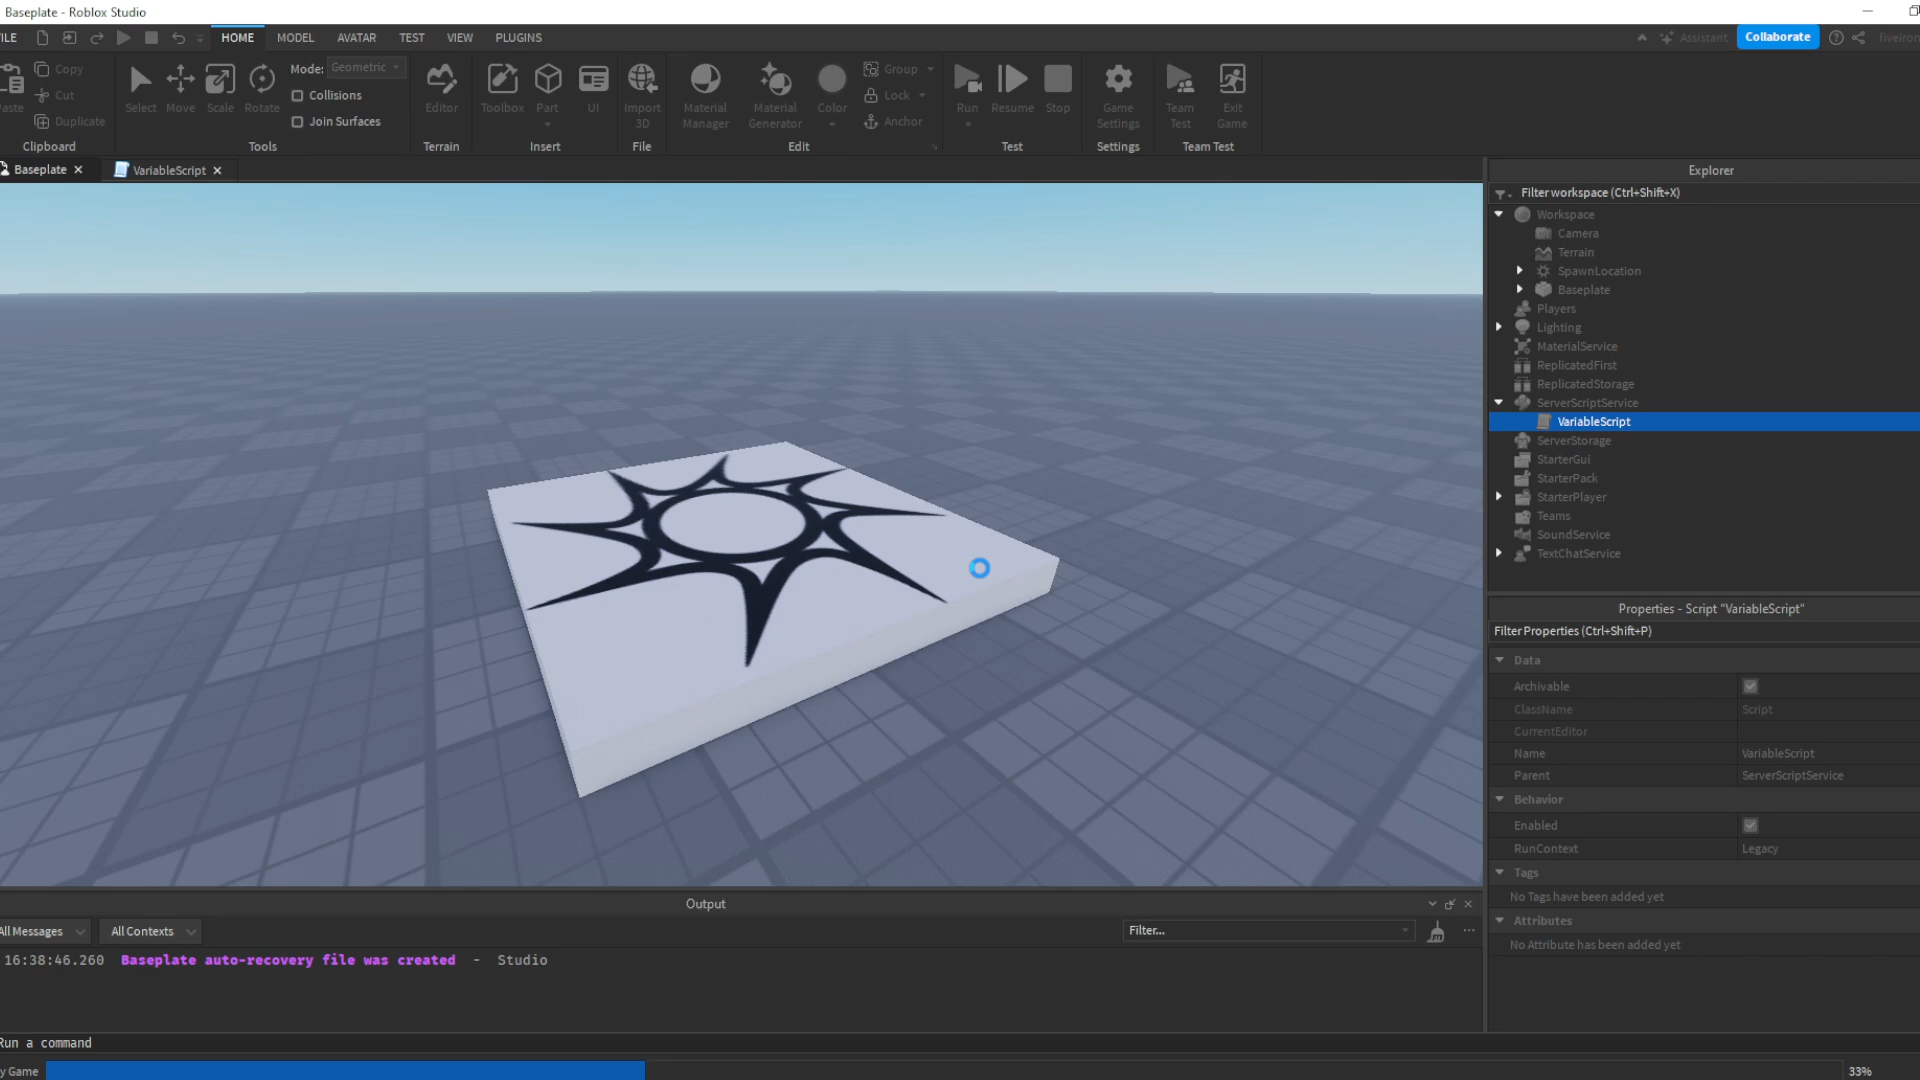 Baseplate - Roblox Studio
ILE HOME MODEL AVATAR TEST VIEW PLUGINS Assistant Collaborate fiveiron
aste Copy Cut Duplicate
Clipboard
Select Move Scale Rotate
Mode: Geometric
Collisions
Join Surfaces
Tools
Editor
Terrain
Toolbox Part UI
Insert
Import 3D
File
Material Manager
Material Generator
Color
Group
Lock
Anchor
Edit
Run Resume Stop
Test
Game Settings
Settings
Team Test
Exit Game
Team Test
Baseplate VariableScript
Explorer
Filter workspace (Ctrl+Shift+X)
Workspace
Camera
Terrain
SpawnLocation
Baseplate
Players
Lighting
MaterialService
ReplicatedFirst
ReplicatedStorage
ServerScriptService
VariableScript
ServerStorage
StarterGui
StarterPack
StarterPlayer
Teams
SoundService
TextChatService
Properties - Script "VariableScript"
Filter Properties (Ctrl+Shift+P)
Data
Archivable
ClassName Script
CurrentEditor
Name VariableScript
Parent ServerScriptService
Behavior
Enabled
RunContext Legacy
Tags
No Tags have been added yet
Attributes
No Attribute has been added yet
Output
All Messages All Contexts Filter...
16:38:46.260 Baseplate auto-recovery file was created - Studio
Run a command
y Game 33%